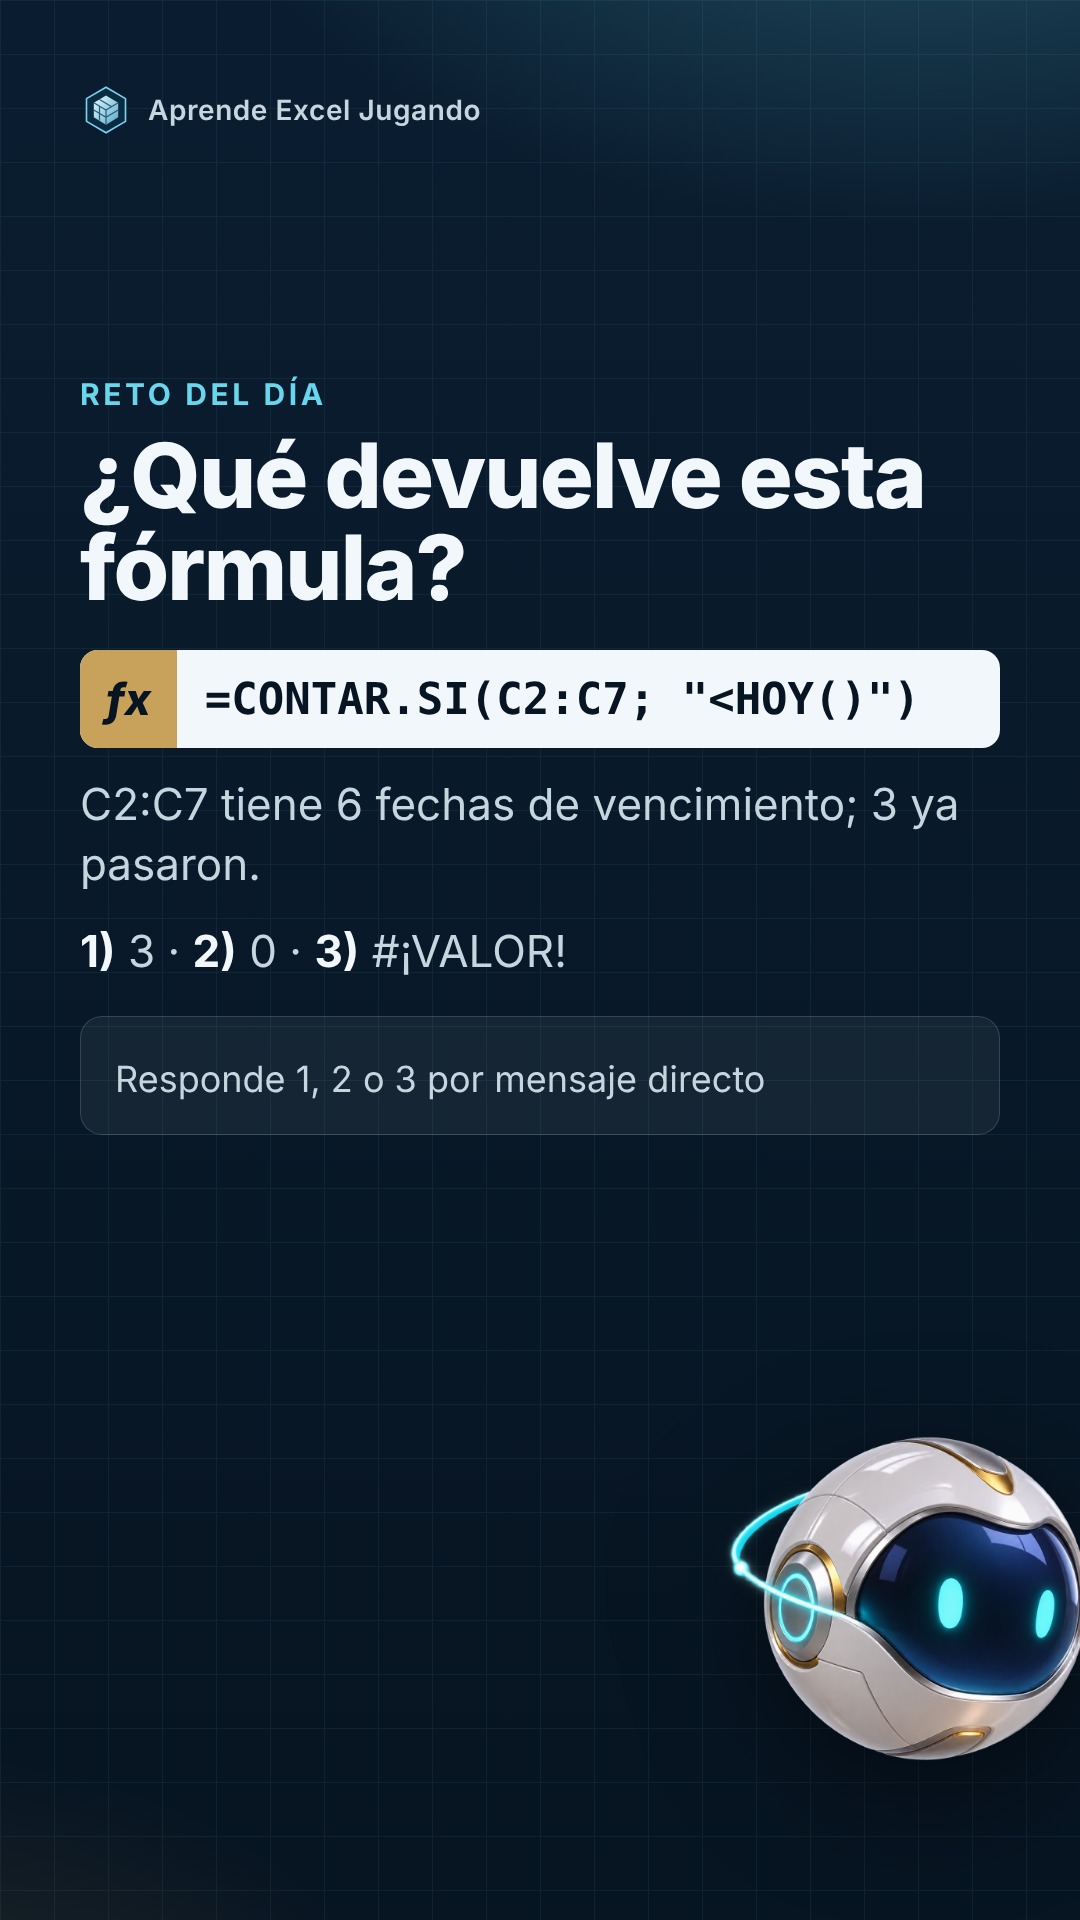 Aprende Excel Jugando
RETO DEL DÍA
¿Qué devuelve esta
fórmula?
fx =CONTAR.SI(C2:C7; "<HOY()")
C2:C7 tiene 6 fechas de vencimiento; 3 ya
pasaron.
1) 3 · 2) 0 · 3) #¡VALOR!
Responde 1, 2 o 3 por mensaje directo